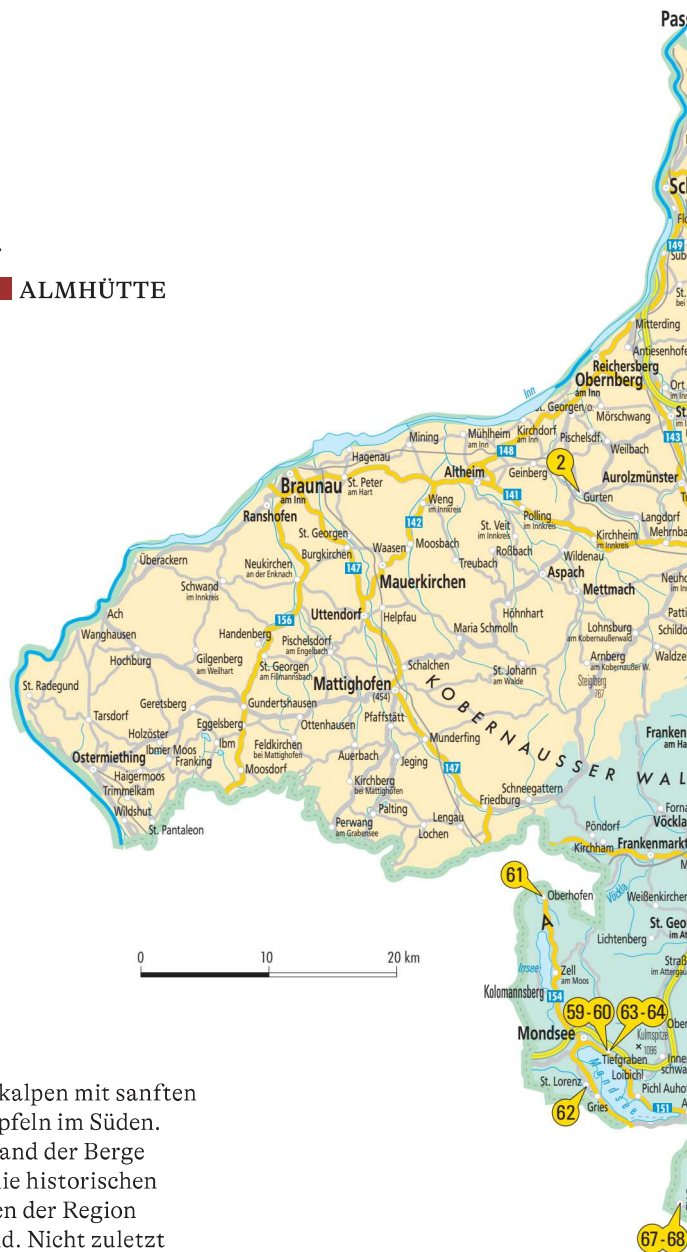 Pass
Sch
149
ALMHÜTTE
St.
bei
Mitterding
Antiesenhofe
Reichersberg
Obernberg
am Inn
Inn
St. Georgen/o.
Ort
im Inn
Mörschwang
St.
Mining
Mühlheim
am Inn
Kirchdorf
am Inn
Pischelsdf.
143
Weilbach
148
Hagenau
2
Altheim
Geinberg
Aurolzmünster
Braunau
am Inn
St. Peter
am Hart
Weng
im Innkreis
141
Gurten
Ranshofen
142
Polling
im Innkreis
Langdorf
St. Georgen
St. Veit
im Innkreis
Kirchheim
im Innkreis
Mehrnba
Burgkirchen
Waasen
Moosbach
Roßbach
Wildenau
Überackern
Neukirchen
an der Enknach
147
Treubach
Aspach
Schwand
im Innkreis
Mauerkirchen
Mettmach
Ach
156
Uttendorf
Helpfau
Höhnhart
Wanghausen
Handenberg
Pischelsdorf
am Engelbach
Maria Schmolln
Lohnsburg
am Kobernaußerwald
Hochburg
Gilgenberg
am Weilhart
St. Georgen
am Fillmannsbach
Schalchen
St. Johann
am Walde
Arnberg
am Kobernaußer W.
St. Radegund
Mattighofen
(454)
Steiglberg
767
Geretsberg
Gundertshausen
KOBERNAUSSER WAL
Tarsdorf
Pfaffstätt
Eggelsberg
Ottenhausen
Holzöster
Munderfing
Franken
am Ha
Ibmer Moos
Ibm
Feldkirchen
bei Mattighofen
Ostermiething
Franking
Auerbach
Jeging
Haigermoos
Moosdorf
147
Trimmelkam
Kirchberg
bei Mattighofen
Schneegattern
Wildshut
Palting
Friedburg
St. Pantaleon
Perwang
am Grabensee
Lengau
Pöndorf
Vöckla
Lochen
Kirchham
Frankenmarkt
61
Oberhofen
Vöckla
Weißenkirchen
A
St. Geo
im At
Lichtenberg
0 10 20 km
Irrsee
Zell
am Moos
Straß
im Attergau
Kolomannsberg
154
59-60
63-64
Mondsee
Kulmspitze
1096
Tiefgraben
Loibichl
St. Lorenz
Mondsee
Pichl Auhof
62
Gries
151
kalpen mit sanften
pfeln im Süden.
and der Berge
ie historischen
en der Region
d. Nicht zuletzt
67-68